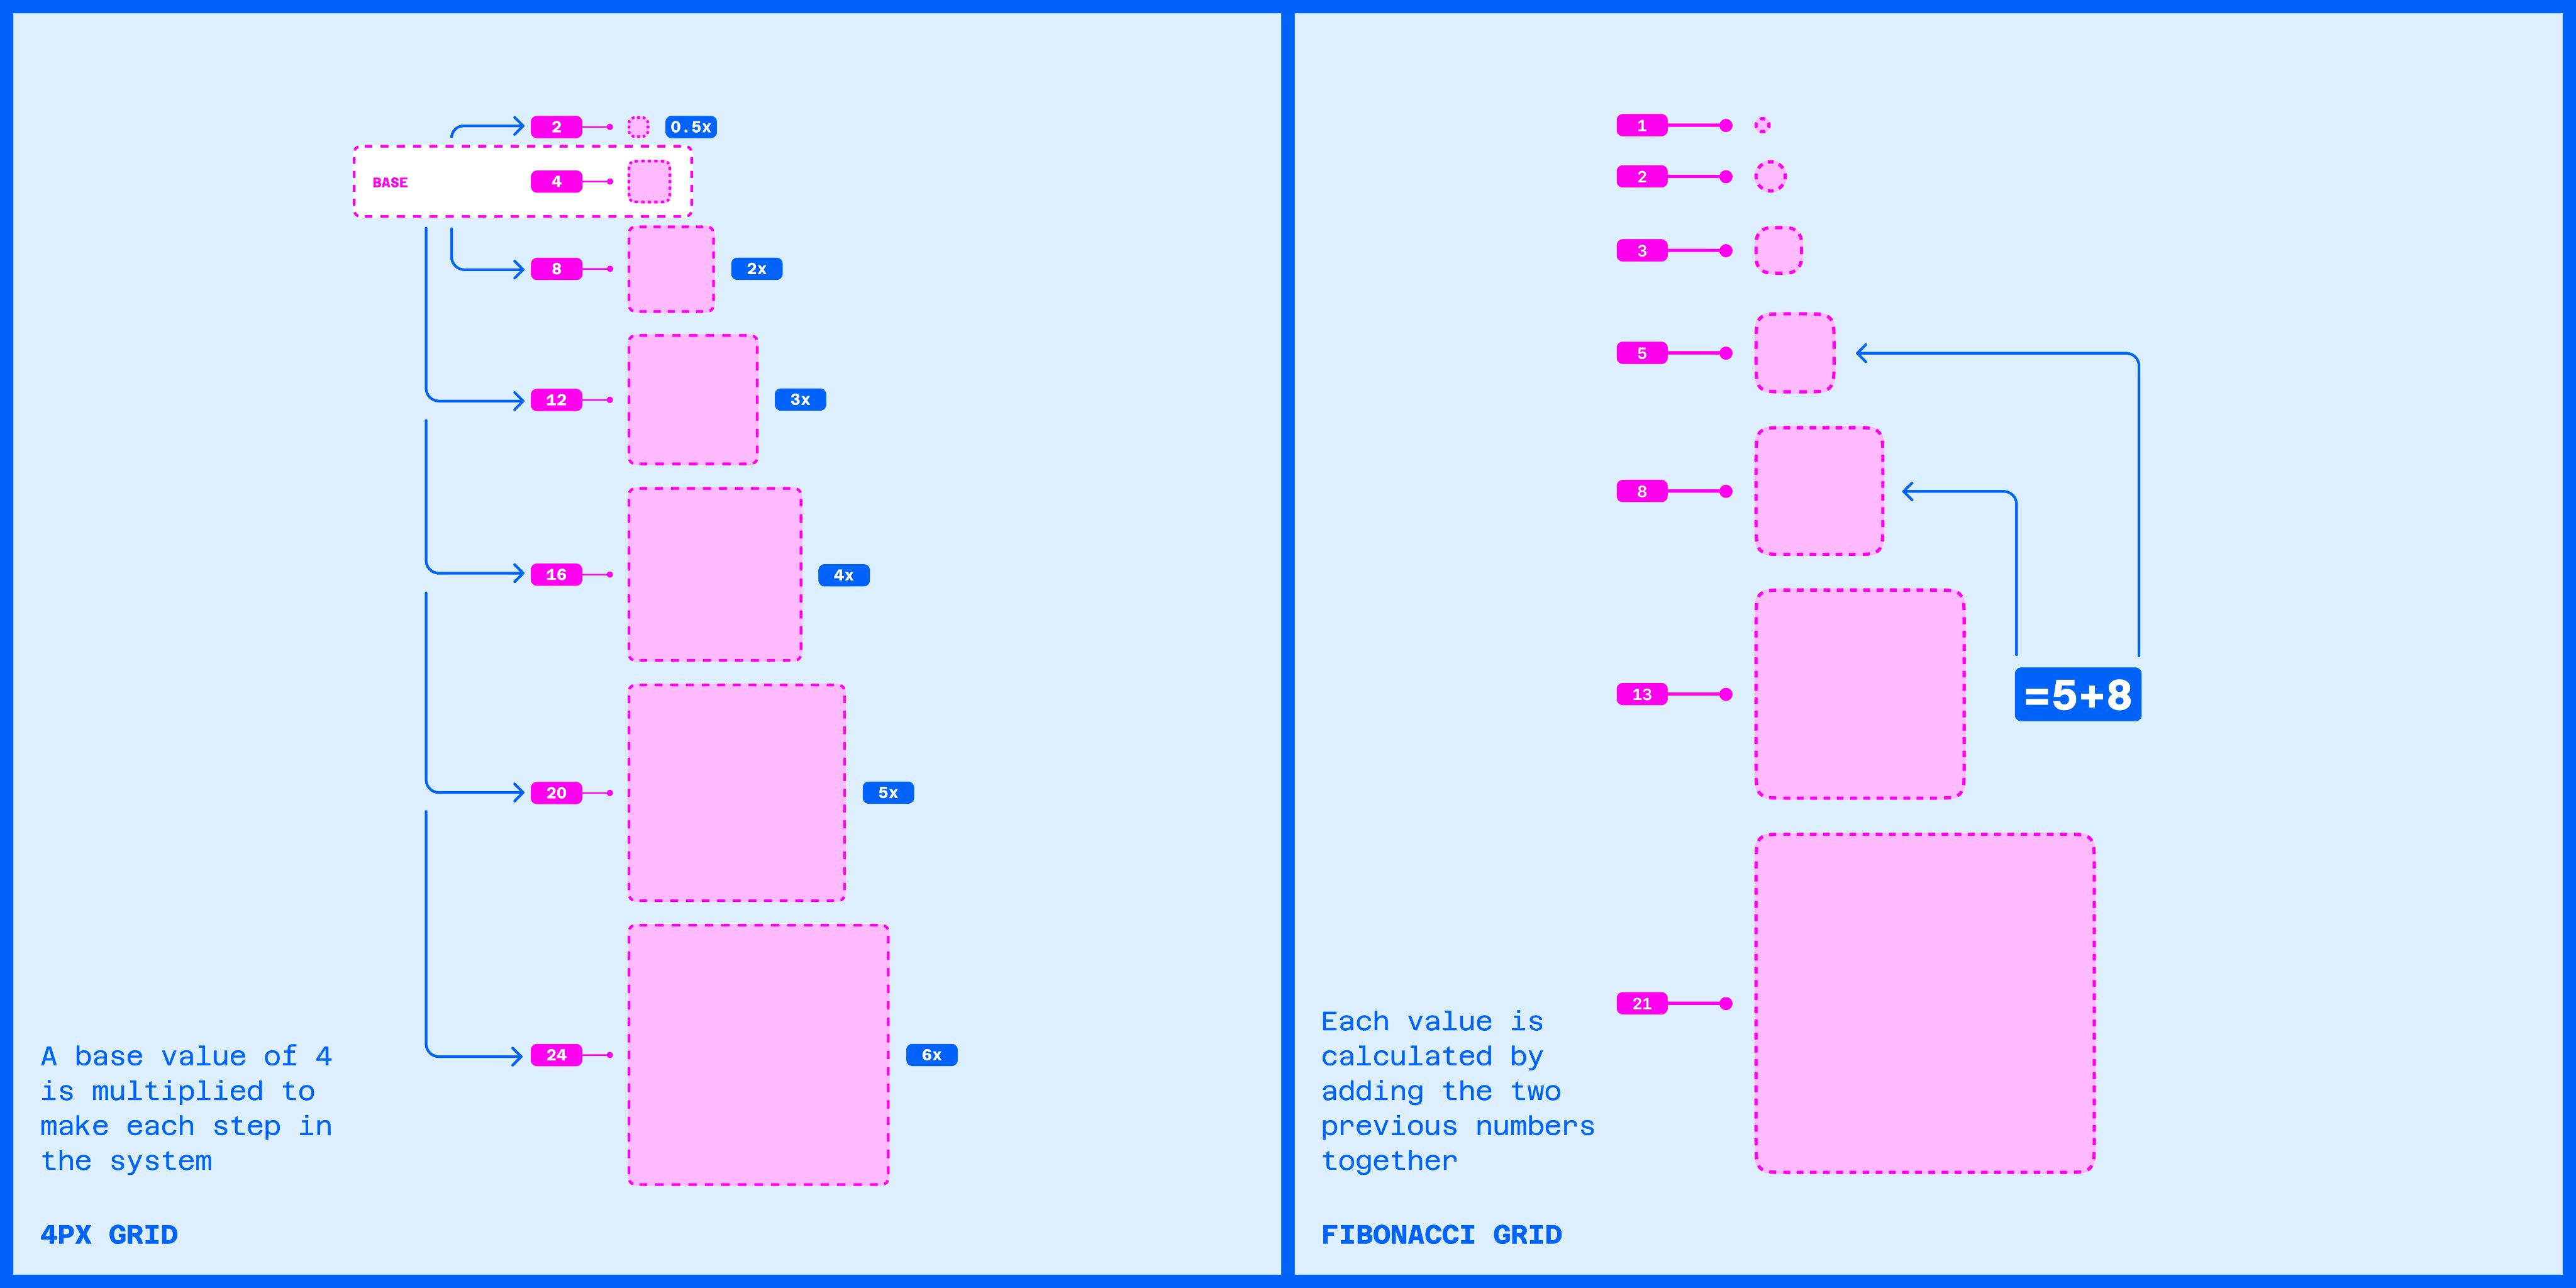 2
0.5x
BASE
4
8
2x
12
3x
16
4x
20
5x
24
6x
A base value of 4
is multiplied to
make each step in
the system
4PX GRID
1
2
3
5
8
13
=5+8
21
Each value is
calculated by
adding the two
previous numbers
together
FIBONACCI GRID